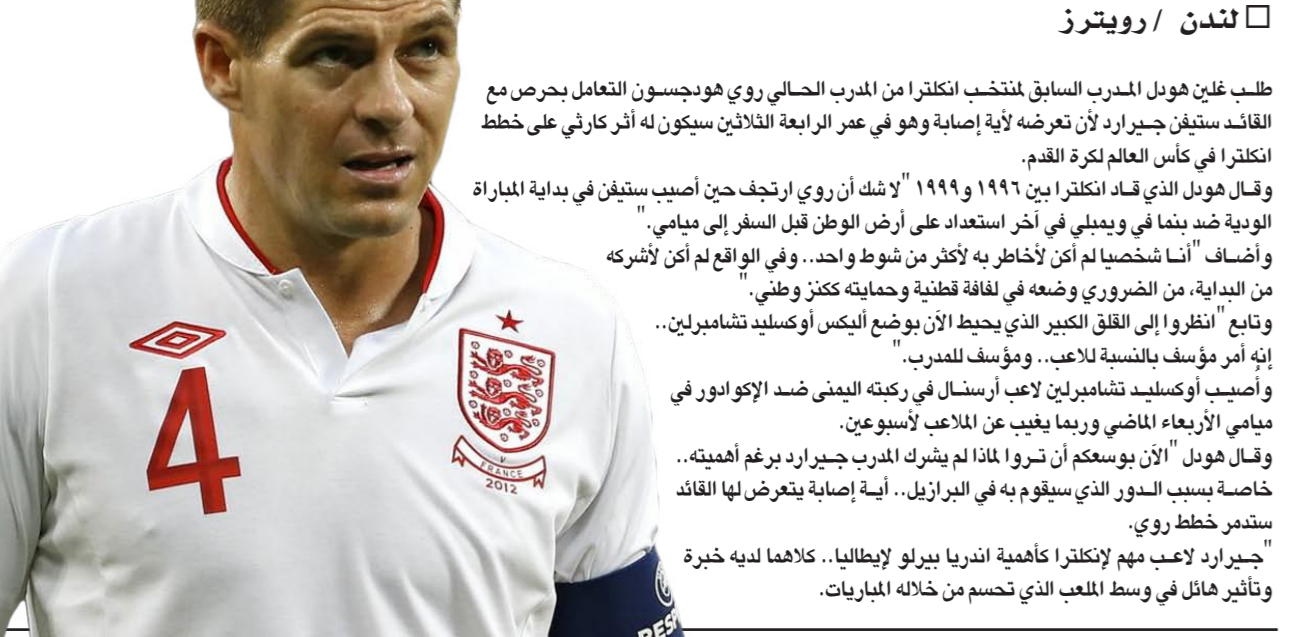 □ لندن / رويترز
طلب غلين هودل المدرب السابق لمنتخب انكلترا من المدرب الحالي روي هودجسون التعامل بحرص مع
القائد ستيفن جيرارد لأن تعرضه لأية إصابة وهو في عمر الرابعة الثلاثين سيكون له أثر كارثي على خطط
انكلترا في كأس العالم لكرة القدم.
وقال هودل الذي قاد انكلترا بين ١٩٩٦ و١٩٩٩ "لا شك أن روي ارتجف حين أصيب ستيفن في بداية المباراة
الودية ضد بنما في ويمبلي في آخر استعداد على أرض الوطن قبل السفر إلى ميامي."
وأضاف "أنا شخصيا لم أكن لأخاطر به لأكثر من شوط واحد.. وفي الواقع لم أكن لأشركه
من البداية، من الضروري وضعه في لفافة قطنية وحمايته ككنز وطني."
وتابع "انظروا إلى القلق الكبير الذي يحيط الآن بوضع أليكس أوكسليد تشامبرلين..
إنه أمر مؤسف بالنسبة للاعب.. ومؤسف للمدرب."
وأُصيب أوكسليد تشامبرلين لاعب أرسنال في ركبته اليمنى ضد الإكوادور في
ميامي الأربعاء الماضي وربما يغيب عن الملاعب لأسبوعين.
وقال هودل "الآن بوسعكم أن تروا لماذا لم يشرك المدرب جيرارد برغم أهميته..
خاصة بسبب الدور الذي سيقوم به في البرازيل.. أية إصابة يتعرض لها القائد
ستدمر خطط روي.
"جيرارد لاعب مهم لإنكلترا كأهمية اندريا بيرلو لإيطاليا.. كلاهما لديه خبرة
وتأثير هائل في وسط الملعب الذي تحسم من خلاله المباريات.
4
V
FRANCE
2012
RESP